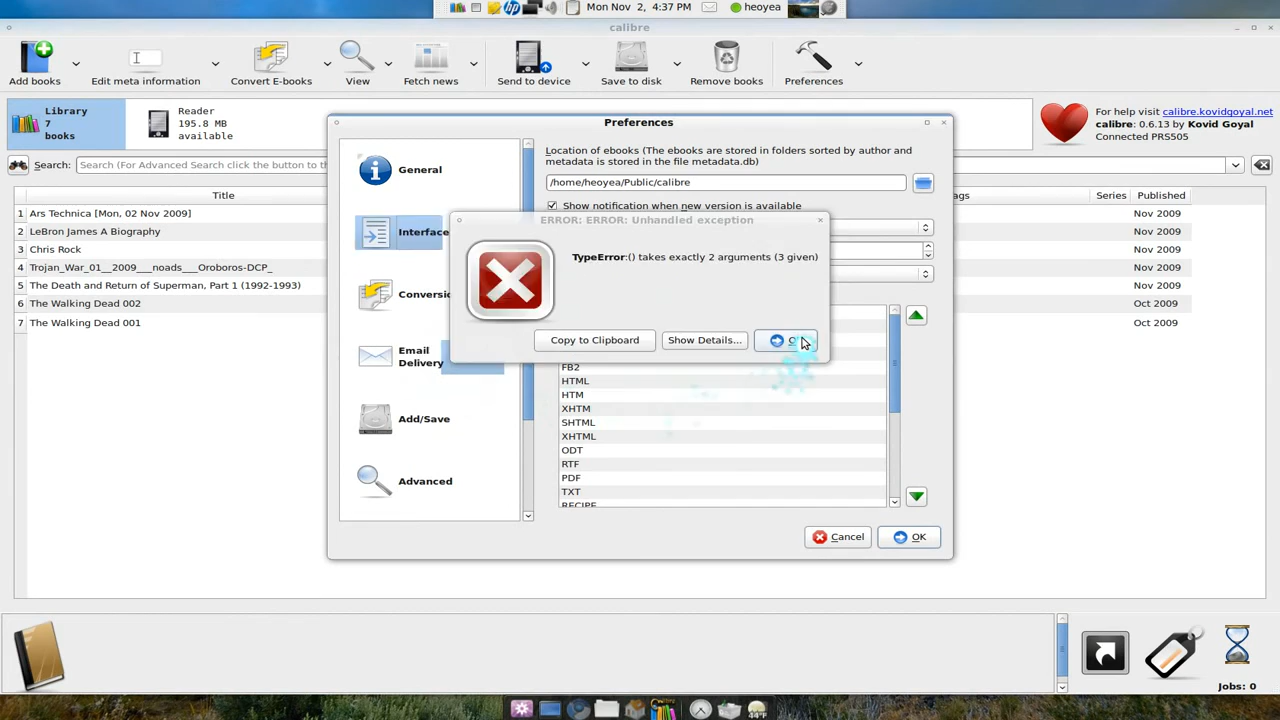 Mon Nov 2, 4:37 PM
heoyea
calibre
Add books
Edit meta information
Convert E-books
View
Fetch news
Send to device
Save to disk
Remove books
Preferences
Library
7
books
Reader
195.8 MB
available
For help visit calibre.kovidgoyal.net
calibre: 0.6.13 by Kovid Goyal
Connected PRS505
Search:
Search (For Advanced Search click the button to th
Title
ags
Series
Published
1 Ars Technica [Mon, 02 Nov 2009] Nov 2009
2 LeBron James A Biography Nov 2009
3 Chris Rock Nov 2009
4 Trojan_War_01__2009___noads___Oroboros-DCP_ Nov 2009
5 The Death and Return of Superman, Part 1 (1992-1993) Nov 2009
6 The Walking Dead 002 Oct 2009
7 The Walking Dead 001 Oct 2009
Preferences
General
Interface
Conversio
Email
Delivery
Add/Save
Advanced
Location of ebooks (The ebooks are stored in folders sorted by author and
metadata is stored in the file metadata.db)
/home/heoyea/Public/calibre
Show notification when new version is available
ERROR: ERROR: Unhandled exception
TypeError:() takes exactly 2 arguments (3 given)
Copy to Clipboard
Show Details...
FB2
HTML
HTM
XHTM
SHTML
XHTML
ODT
RTF
PDF
TXT
RECIPE
Cancel
OK
Jobs: 0
44°F